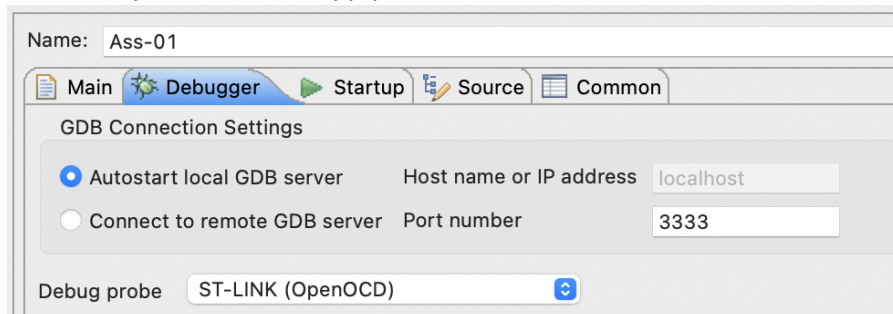 Name: Ass-01
Main Debugger Startup Source Common
GDB Connection Settings
Autostart local GDB server Host name or IP address localhost
Connect to remote GDB server Port number 3333
Debug probe ST-LINK (OpenOCD)